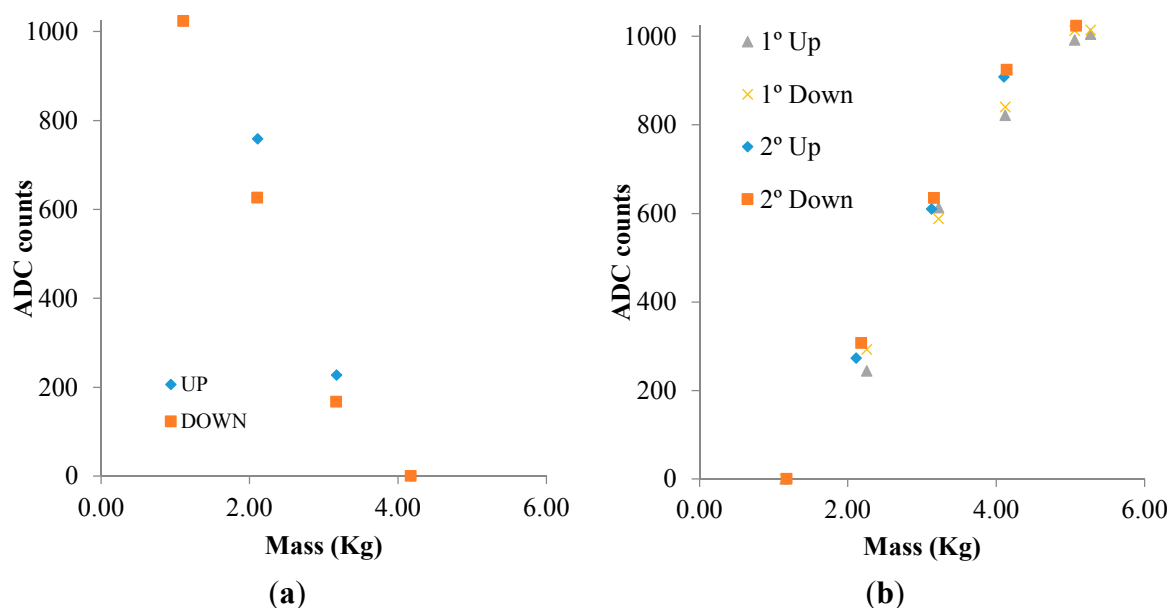 1000
800
600
400
200
0
0.00 2.00 4.00 6.00
ADC counts
Mass (Kg)
UP
DOWN
(a)
1000
800
600
400
200
0
0.00 2.00 4.00 6.00
ADC counts
Mass (Kg)
1º Up
1º Down
2º Up
2º Down
(b)